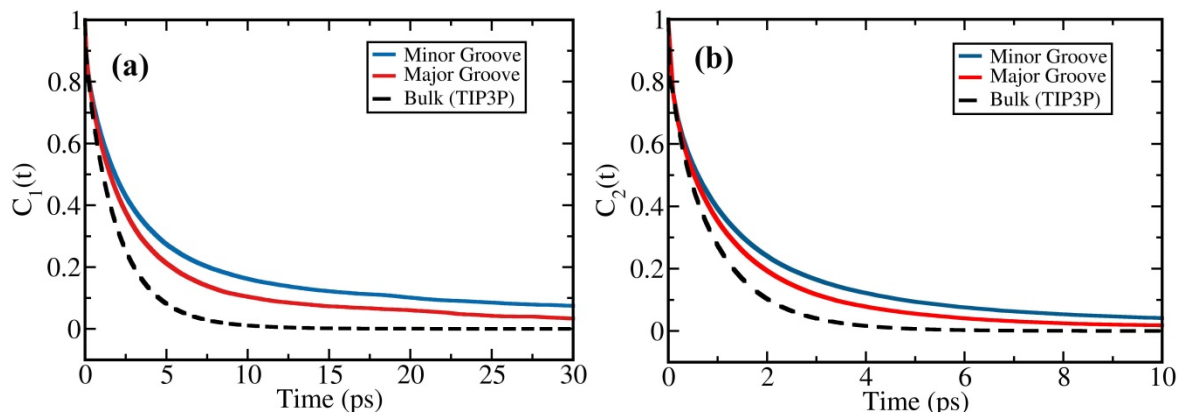 (a)
Minor Groove
Major Groove
Bulk (TIP3P)
C1(t)
1
0.8
0.6
0.4
0.2
0
0 5 10 15 20 25 30
Time (ps)
(b)
Minor Groove
Major Groove
Bulk (TIP3P)
C2(t)
1
0.8
0.6
0.4
0.2
0
0 2 4 6 8 10
Time (ps)